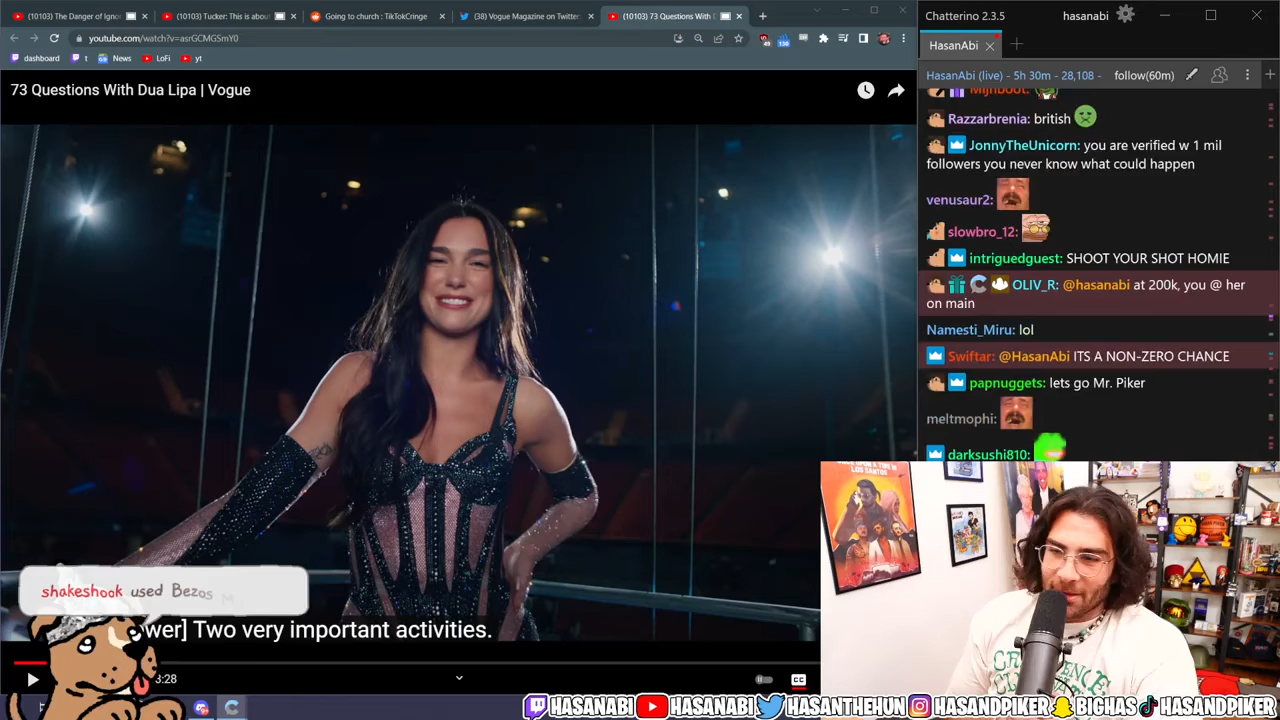 (10103) The Danger of Ignor
(10103) Tucker: This is about
Going to church : TikTokCringe
(38) Vogue Magazine on Twitter:
(10103) 73 Questions With D
youtube.com/watch?v=asrGCMGSmY0
dashboard
t
News
LoFi
yt
73 Questions With Dua Lipa | Vogue
shakeshook used Bezos
wer] Two very important activities.
3:28
CC
Chatterino 2.3.5
hasanabi
HasanAbi
HasanAbi (live) - 5h 30m - 28,108 -
follow(60m)
Mijnboot:
Razzarbrenia: british
JonnyTheUnicorn: you are verified w 1 mil
followers you never know what could happen
venusaur2:
slowbro_12:
intriguedguest: SHOOT YOUR SHOT HOMIE
OLIV_R: @hasanabi at 200k, you @ her
on main
Namesti_Miru: lol
Swiftar: @HasanAbi ITS A NON-ZERO CHANCE
papnuggets: lets go Mr. Piker
meltmophi:
darksushi810:
HASANABI
HASANABI
HASANTHEHUN
HASANDPIKER
BIGHAS
HASANDPIKER